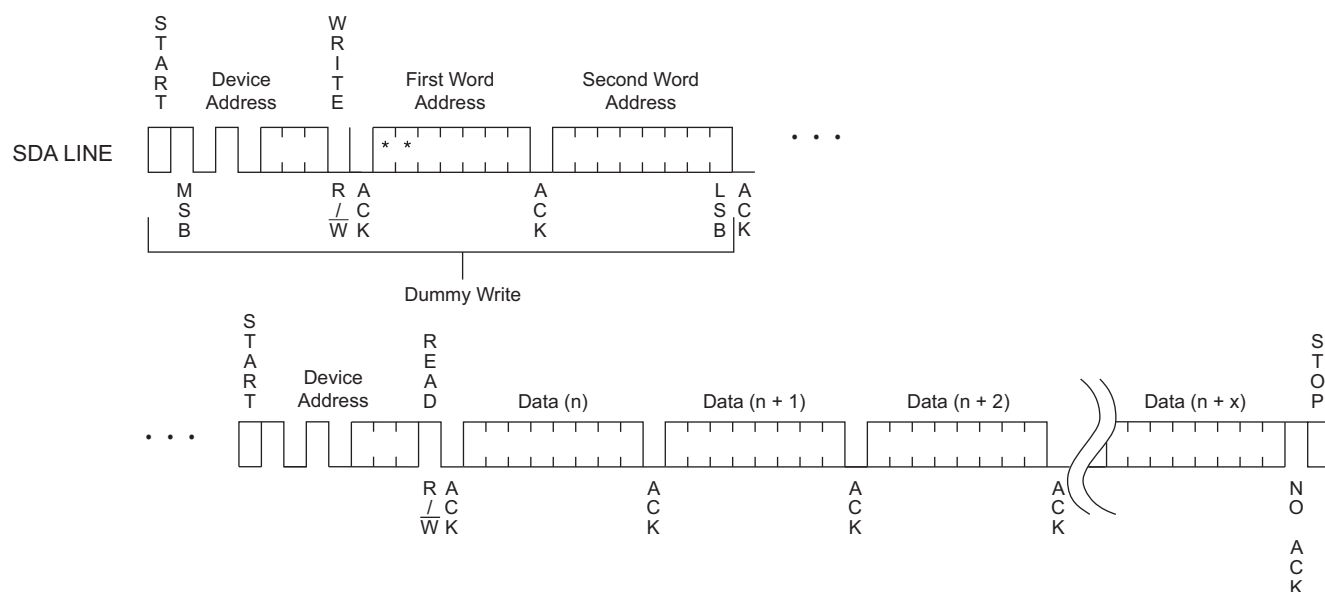 START
WRITE
Device
Address
First Word
Address
Second Word
Address
• • •
SDA LINE
* *
MSB
R/W̅
ACK
ACK
LSB
ACK
Dummy Write
START
READ
STOP
Device
Address
Data (n)
Data (n + 1)
Data (n + 2)
Data (n + x)
• • •
R/W̅
ACK
ACK
ACK
ACK
NO ACK